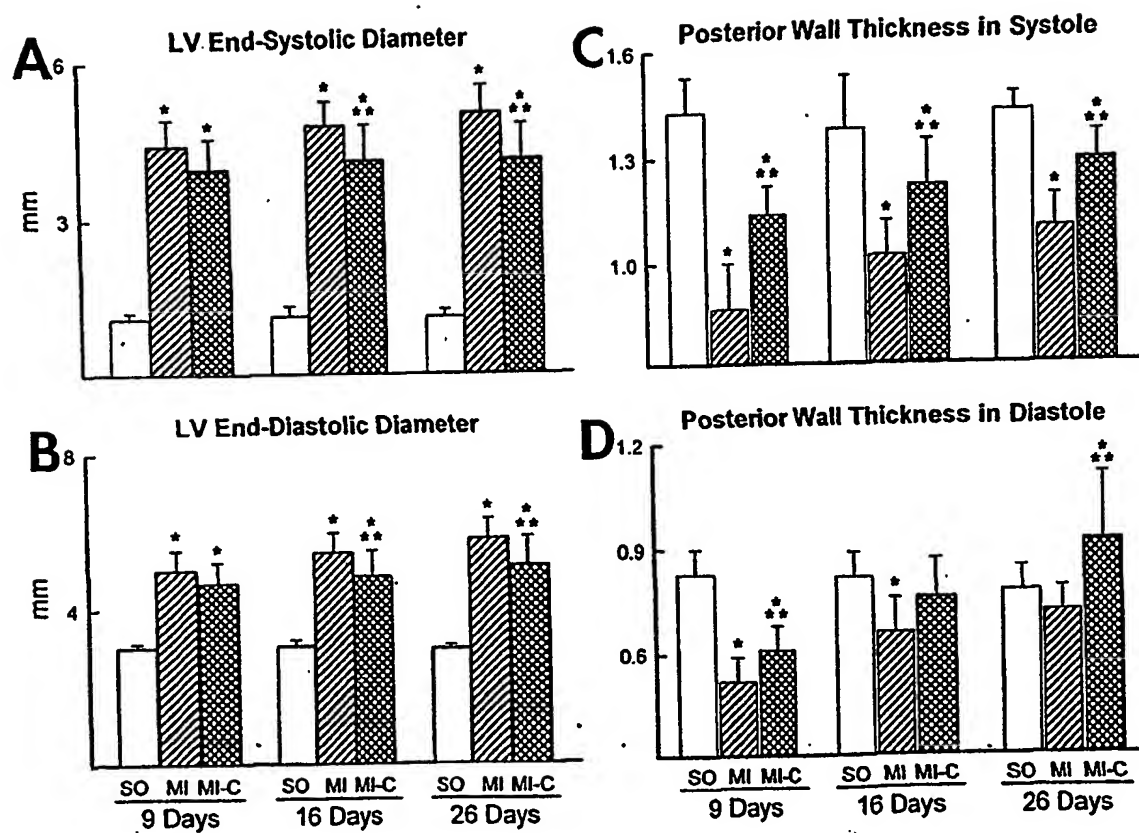 A
LV End-Systolic Diameter
6
3
mm
* * * * ** * * **
B
LV End-Diastolic Diameter
8
4
mm
* * * * ** * * **
SO MI MI-C SO MI MI-C SO MI MI-C
9 Days 16 Days 26 Days
C
Posterior Wall Thickness in Systole
1.6
1.3
1.0
* * ** * * ** * * **
D
Posterior Wall Thickness in Diastole
1.2
0.9
0.6
* * ** * * **
SO MI MI-C SO MI MI-C SO MI MI-C
9 Days 16 Days 26 Days